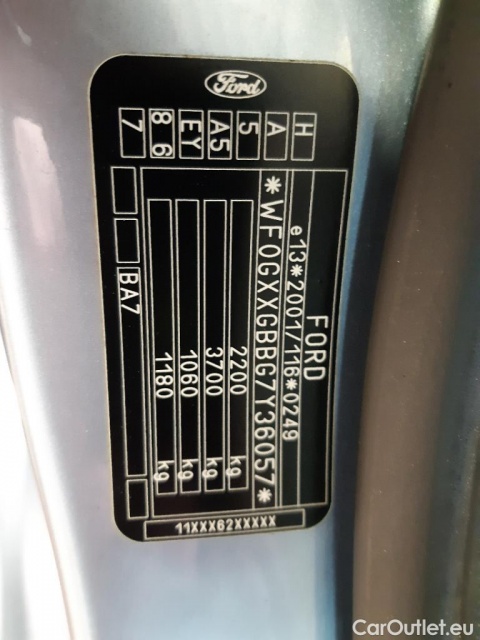 Ford
FORD
e13*2001/116*0249
*WF0GXXGBBG7Y36057*
2200 kg
3700 kg
1060 kg
1180 kg
BA7
H
A
5
A5
EY
8 6
7
11XXX62XXXXX
CarOutlet.eu